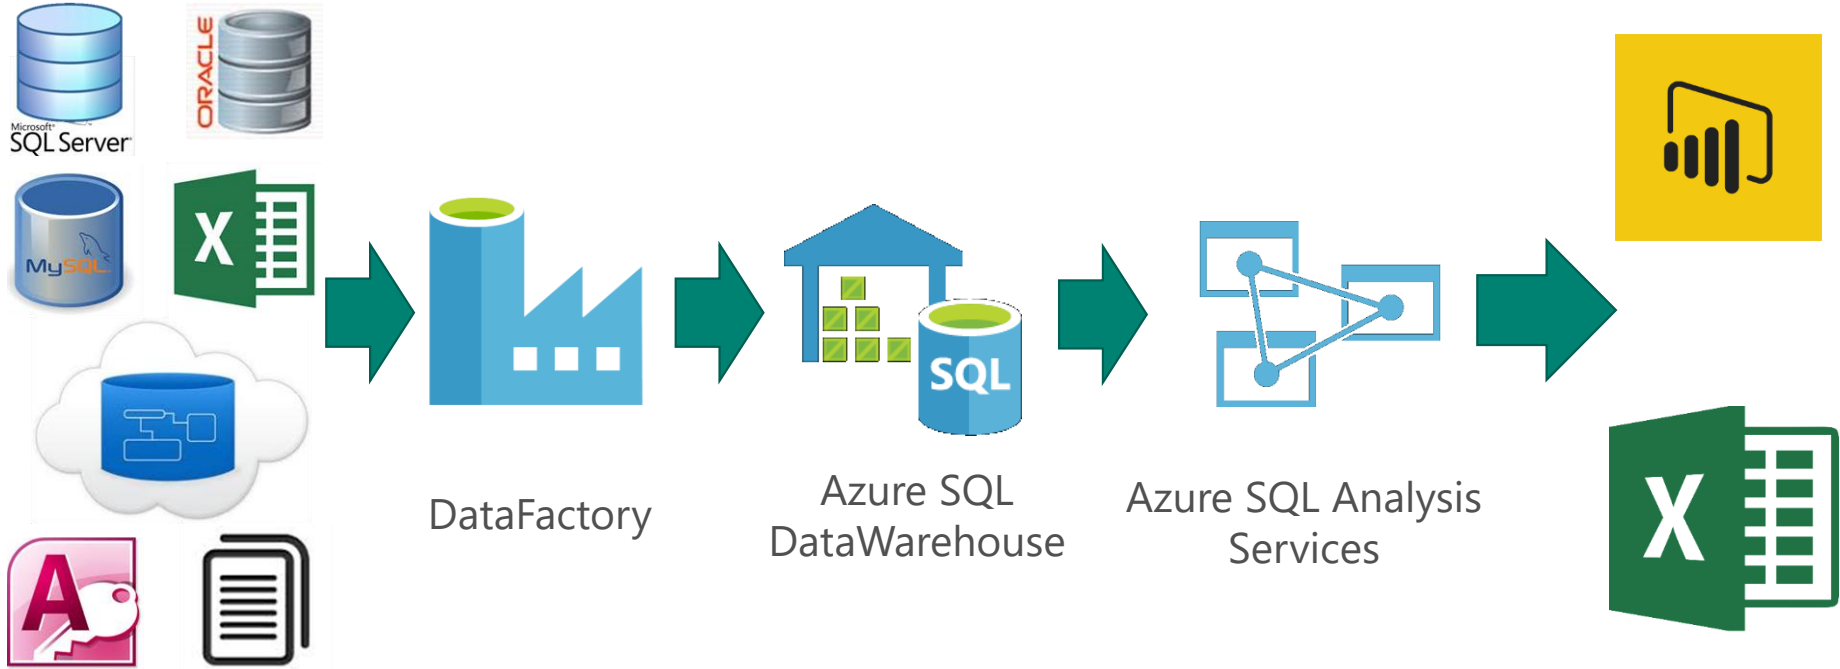 Microsoft
SQL Server
ORACLE
MySQL
X
A
DataFactory
SQL
Azure SQL
DataWarehouse
Azure SQL Analysis
Services
X